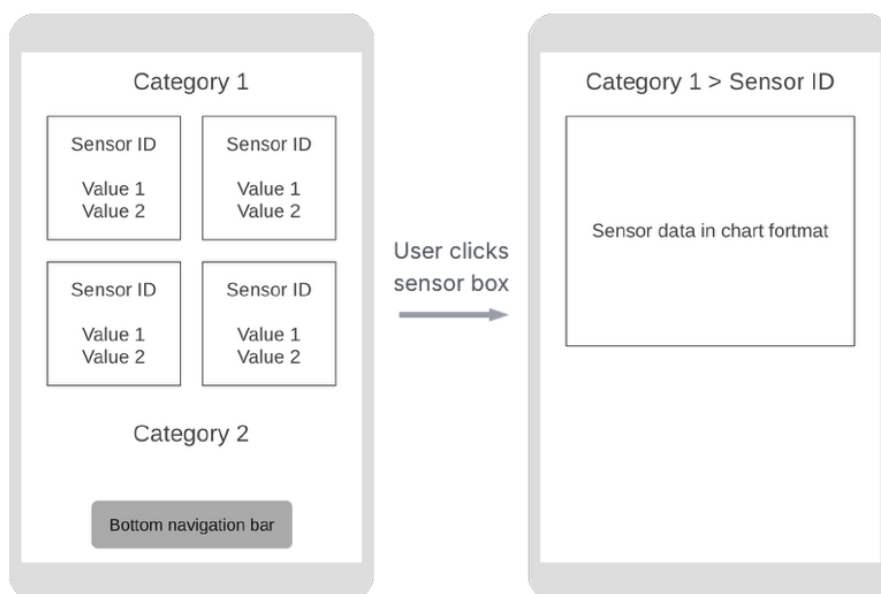 Category 1
Sensor ID
Value 1
Value 2
Sensor ID
Value 1
Value 2
Sensor ID
Value 1
Value 2
Sensor ID
Value 1
Value 2
Category 2
Bottom navigation bar
User clicks
sensor box
Category 1 > Sensor ID
Sensor data in chart fortmat